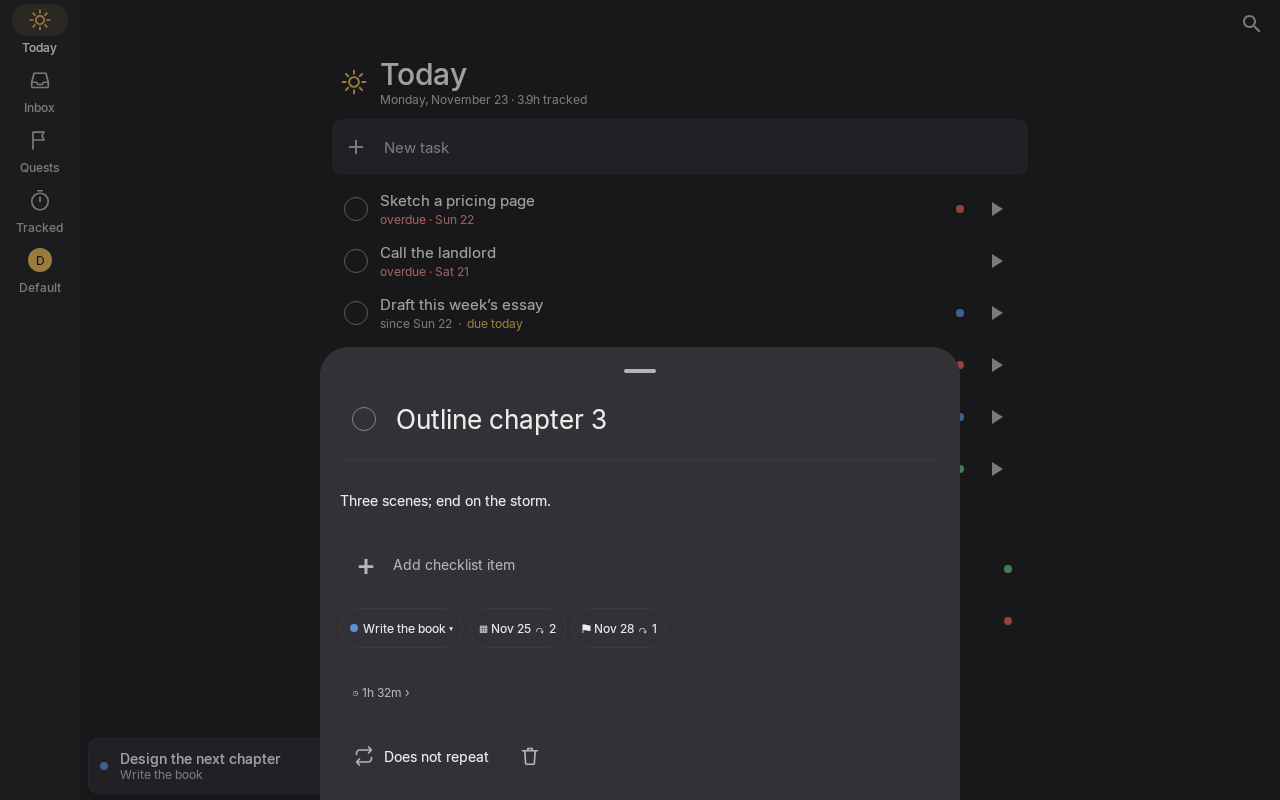 Today
Inbox
Quests
Tracked
D
Default
Today
Monday, November 23 · 3.9h tracked
New task
Sketch a pricing page
overdue · Sun 22
Call the landlord
overdue · Sat 21
Draft this week’s essay
since Sun 22 · due today
Outline chapter 3
Three scenes; end on the storm.
Add checklist item
Write the book
Nov 25 2
Nov 28 1
1h 32m
Does not repeat
Design the next chapter
Write the book